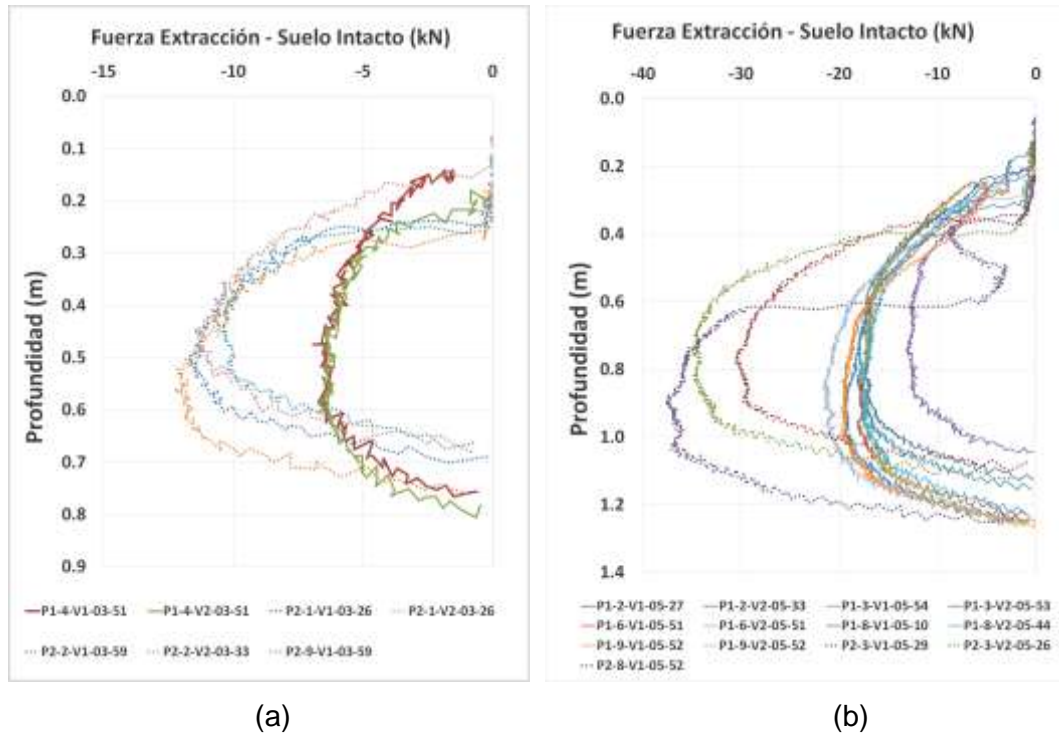 Fuerza Extracción - Suelo Intacto (kN)
-15 -10 -5 0
0.0
0.1
0.2
0.3
0.4
0.5
0.6
0.7
0.8
0.9
Profundidad (m)
P1-4-V1-03-51 P1-4-V2-03-51 P2-1-V1-03-26 P2-1-V2-03-26
P2-2-V1-03-59 P2-2-V2-03-33 P2-9-V1-03-59
(a)
Fuerza Extracción - Suelo Intacto (kN)
-40 -30 -20 -10 0
0.0
0.2
0.4
0.6
0.8
1.0
1.2
1.4
Profundidad (m)
P1-2-V1-05-27 P1-2-V2-05-33 P1-3-V1-05-54 P1-3-V2-05-53
P1-6-V1-05-51 P1-6-V2-05-51 P1-8-V1-05-10 P1-8-V2-05-44
P1-9-V1-05-52 P1-9-V2-05-52 P2-3-V1-05-29 P2-3-V2-05-26
P2-8-V1-05-52
(b)